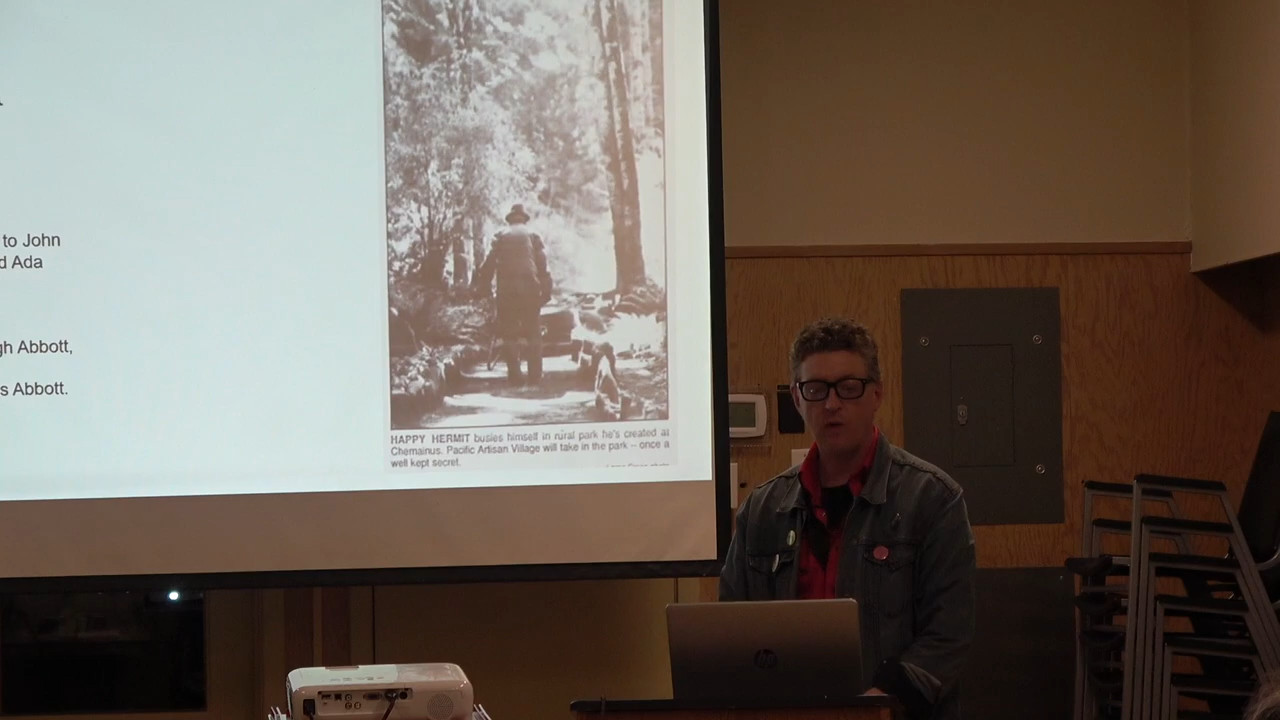 to John
d Ada
gh Abbott,
s Abbott.
HAPPY HERMIT busies himself in rural park he's created at
Chemainus. Pacific Artisan Village will take in the park – once a
well kept secret.
hp